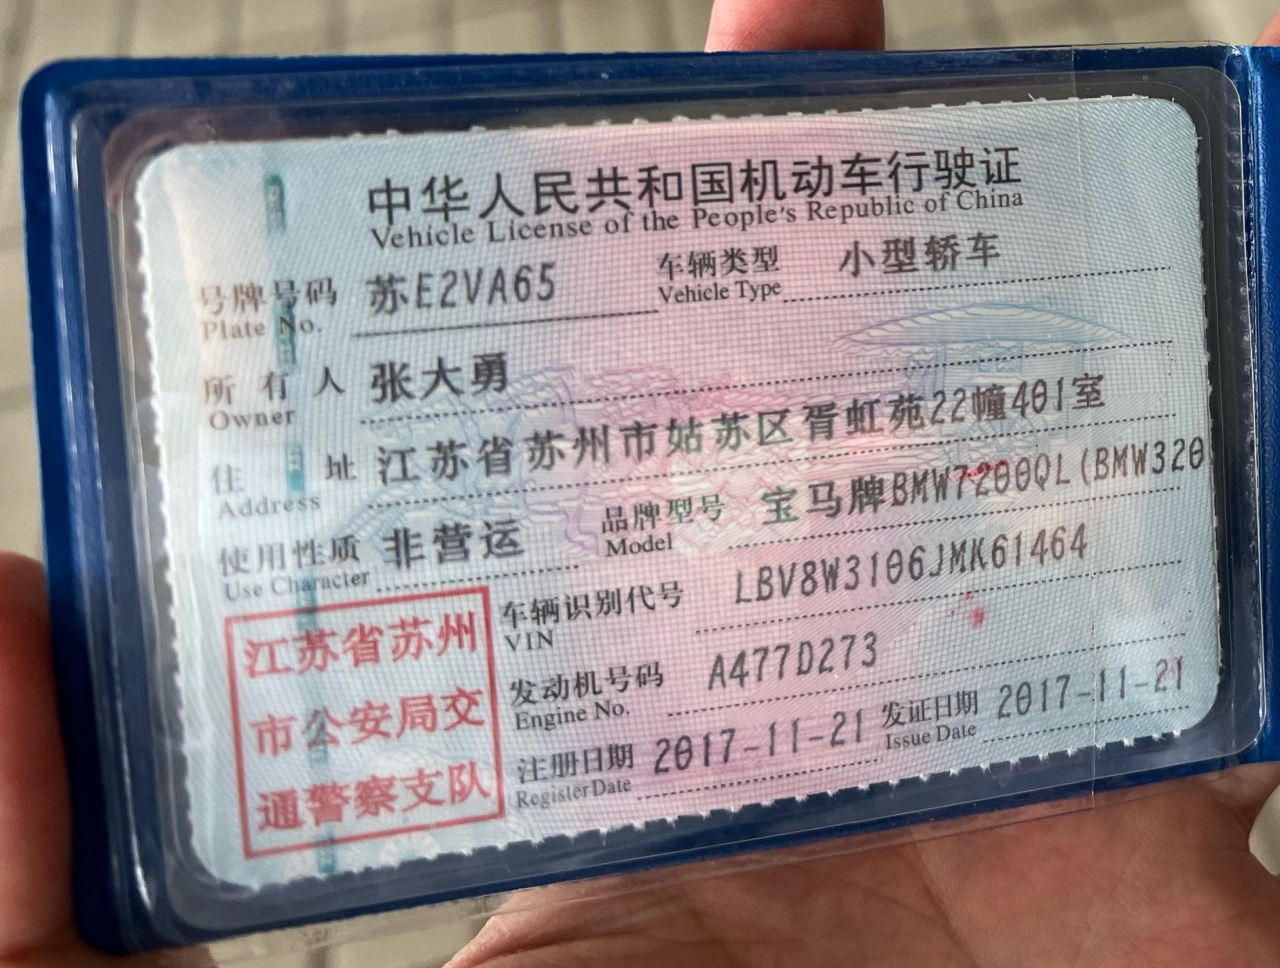 中华人民共和国机动车行驶证
Vehicle License of the People's Republic of China
号牌号码 苏E2VA65 车辆类型 小型轿车
Plate No. Vehicle Type
所有人 张大勇
Owner
住址 江苏省苏州市姑苏区胥虹苑22幢401室
Address
使用性质 非营运 品牌型号 宝马牌BMW7200QL(BMW320
Use Character Model
江苏省苏州
市公安局交
通警察支队
车辆识别代号 LBV8W3106JMK61464
VIN
发动机号码 A477D273
Engine No.
注册日期 2017-11-21 发证日期 2017-11-21
Register Date Issue Date